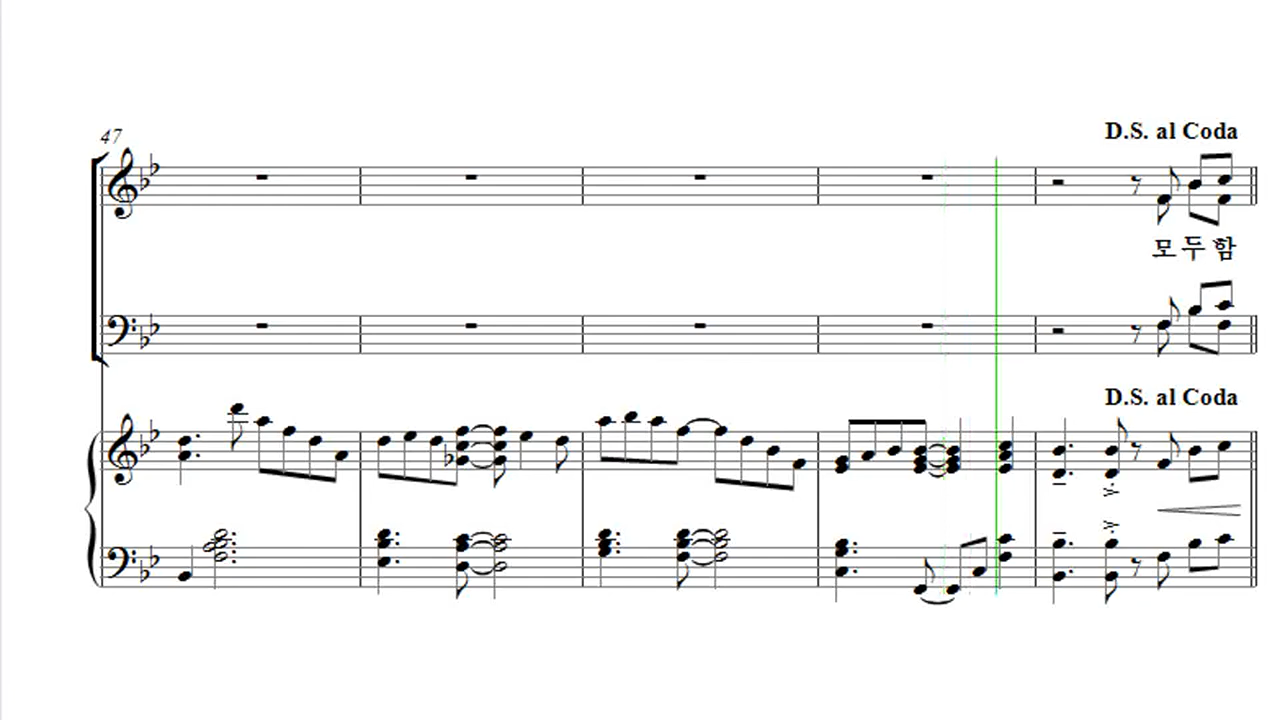 47
D.S. al Coda
모 두 함
D.S. al Coda